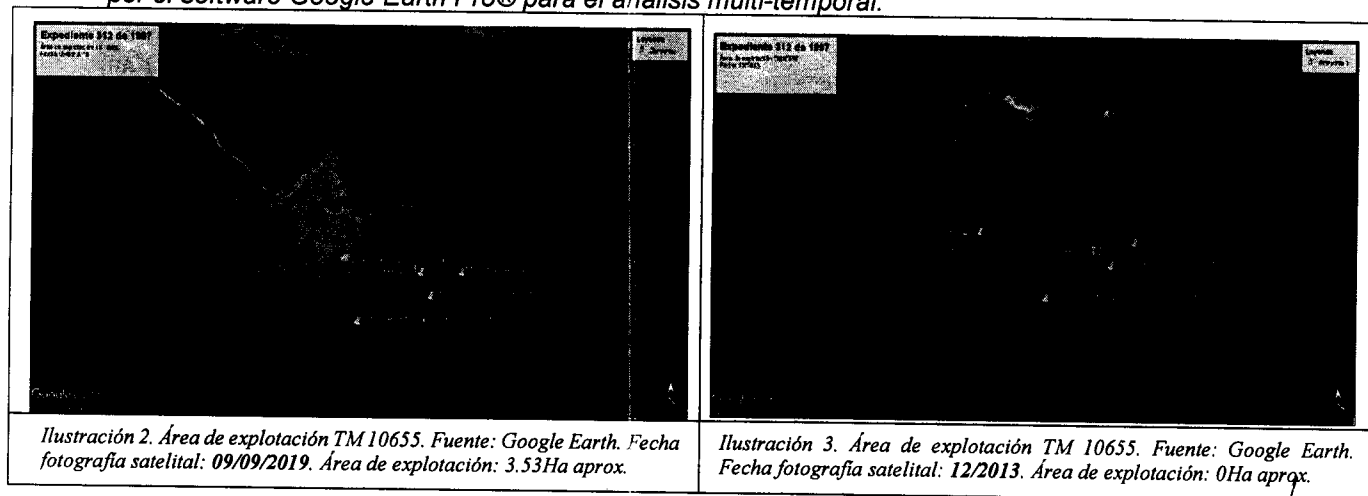 por el software Google Earth Pro® para el análisis multi-temporal.
Expediente 312 de 1997
Expediente 312 de 1997
Google
Ilustración 2. Área de explotación TM 10655. Fuente: Google Earth. Fecha
fotografía satelital: 09/09/2019. Área de explotación: 3.53Ha aprox.
Ilustración 3. Área de explotación TM 10655. Fuente: Google Earth.
Fecha fotografía satelital: 12/2013. Área de explotación: 0Ha aprox.